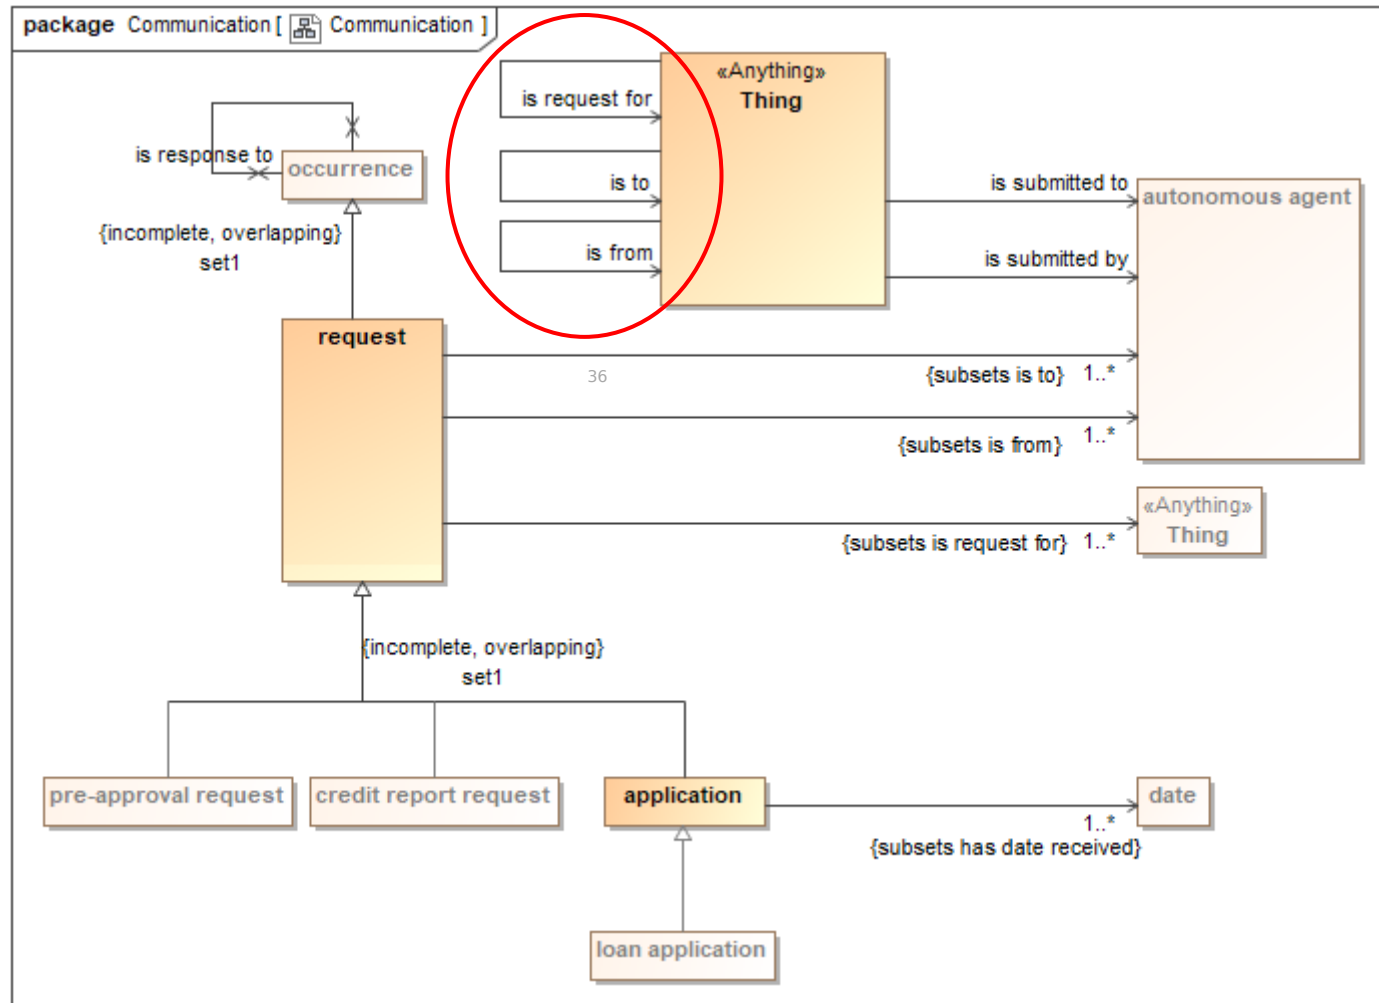 package Communication [ Communication ]
«Anything»
Thing
is request for
is to
is from
is response to
occurrence
{incomplete, overlapping}
set1
is submitted to
is submitted by
autonomous agent
request
36
{subsets is to} 1..*
{subsets is from} 1..*
{subsets is request for} 1..*
«Anything»
Thing
{incomplete, overlapping}
set1
pre-approval request
credit report request
application
date
1..*
{subsets has date received}
loan application